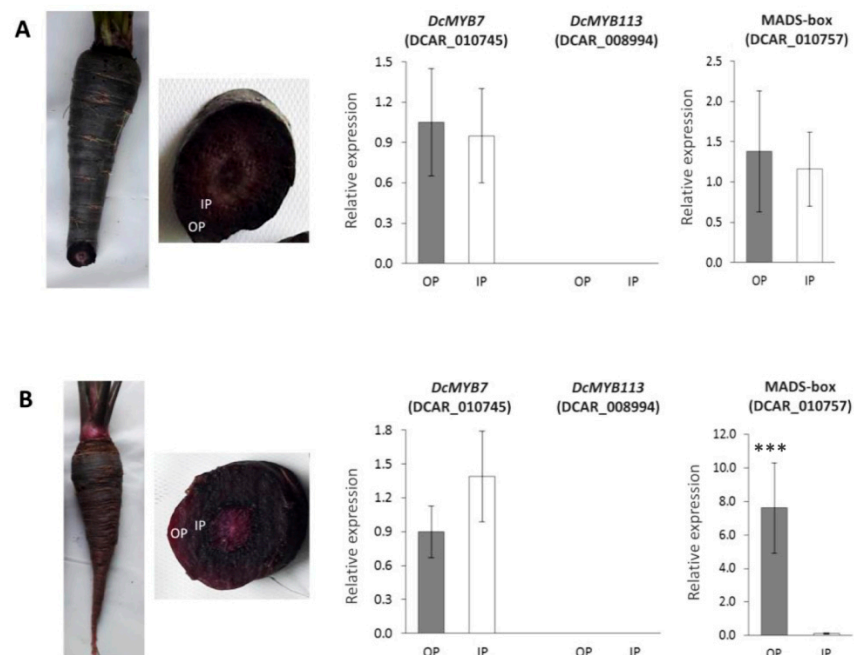 A
IP
OP
DcMYB7
(DCAR_010745)
DcMYB113
(DCAR_008994)
MADS-box
(DCAR_010757)
Relative expression
1.5
1.2
0.9
0.6
0.3
0.0
OP IP OP IP
Relative expression
2.5
2.0
1.5
1.0
0.5
0.0
OP IP
B
OP IP
DcMYB7
(DCAR_010745)
DcMYB113
(DCAR_008994)
MADS-box
(DCAR_010757)
Relative expression
1.8
1.5
1.2
0.9
0.6
0.3
0.0
OP IP OP IP
Relative expression
12.0
10.0
8.0
6.0
4.0
2.0
0.0
***
OP IP